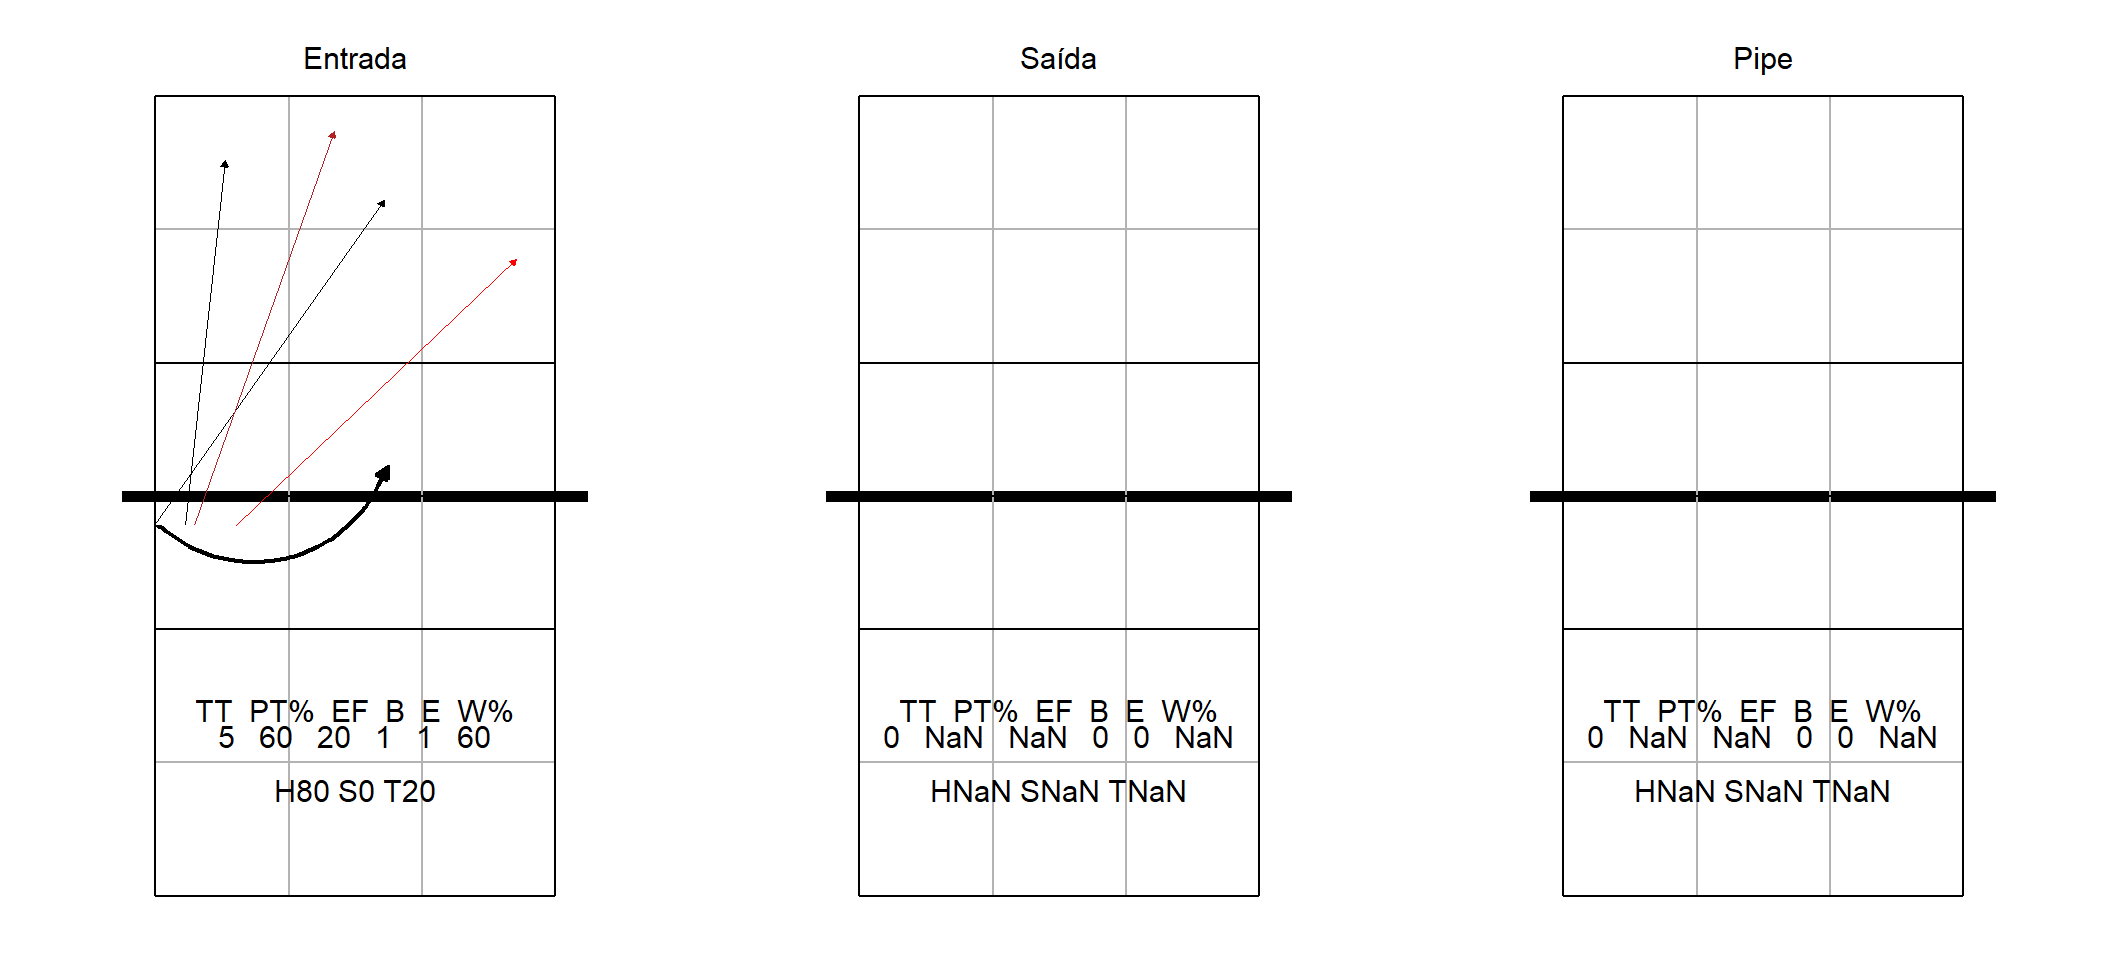 Entrada
TT PT% EF B E W%
5 60 20 1 1 60
H80 S0 T20
Saída
TT PT% EF B E W%
0 NaN NaN 0 0 NaN
HNaN SNaN TNaN
Pipe
TT PT% EF B E W%
0 NaN NaN 0 0 NaN
HNaN SNaN TNaN